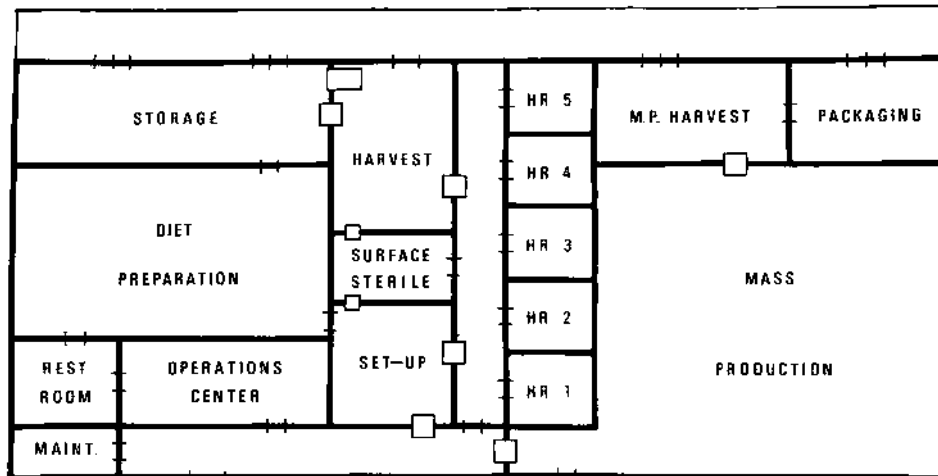 STORAGE
HARVEST
HR 5
M.P. HARVEST
PACKAGING
HR 4
DIET
PREPARATION
SURFACE
STERILE
HR 3
MASS
PRODUCTION
HR 2
REST
ROOM
OPERATIONS
CENTER
SET-UP
HR 1
MAINT.